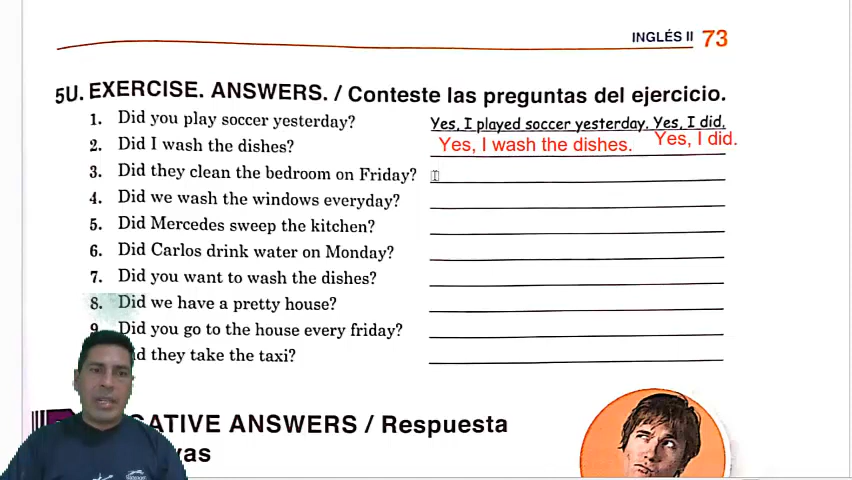 INGLÉS II 73
5U. EXERCISE. ANSWERS. / Conteste las preguntas del ejercicio.
1. Did you play soccer yesterday? Yes, I played soccer yesterday. Yes, I did.
2. Did I wash the dishes? Yes, I wash the dishes. Yes, I did.
3. Did they clean the bedroom on Friday?
4. Did we wash the windows everyday?
5. Did Mercedes sweep the kitchen?
6. Did Carlos drink water on Monday?
7. Did you want to wash the dishes?
8. Did we have a pretty house?
9. Did you go to the house every friday?
they take the taxi?
ANSWERS / Respuesta